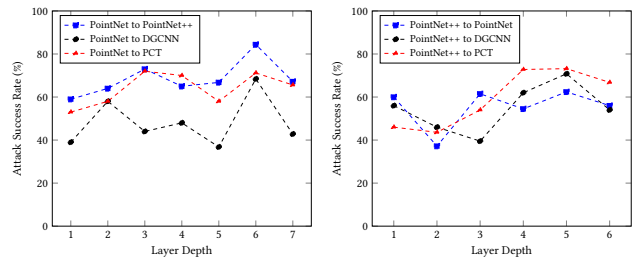 100
80
60
40
20
0
Attack Success Rate (%)
PointNet to PointNet++
PointNet to DGCNN
PointNet to PCT
1 2 3 4 5 6 7
Layer Depth
100
80
60
40
20
0
Attack Success Rate (%)
PointNet++ to PointNet
PointNet++ to DGCNN
PointNet++ to PCT
1 2 3 4 5 6
Layer Depth